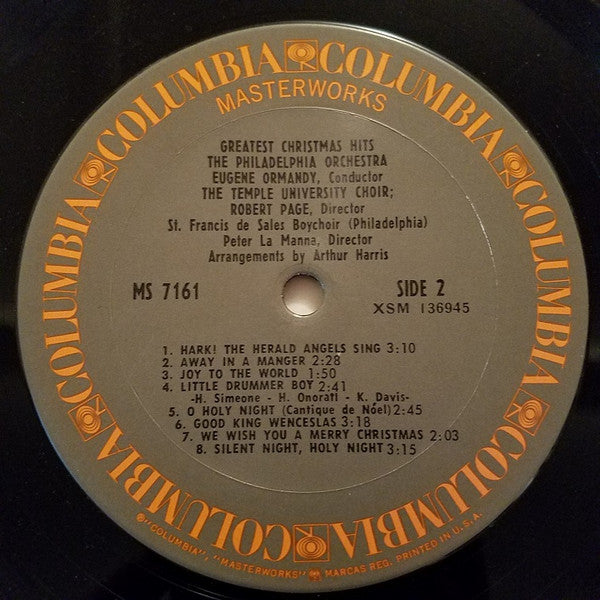 COLUMBIA COLUMBIA COLUMBIA COLUMBIA COLUMBIA COLUMBIA COLUMBIA COLUMBIA
MASTERWORKS
GREATEST CHRISTMAS HITS
THE PHILADELPHIA ORCHESTRA
EUGENE ORMANDY, Conductor
THE TEMPLE UNIVERSITY CHOIR;
ROBERT PAGE, Director
St. Francis de Sales Boychoir (Philadelphia)
Peter La Manna, Director
Arrangements by Arthur Harris
MS 7161
SIDE 2
XSM 136945
1. HARK! THE HERALD ANGELS SING 3:10
2. AWAY IN A MANGER 2:28
3. JOY TO THE WORLD 1:50
4. LITTLE DRUMMER BOY 2:41
-H. Simeone - H. Onorati - K. Davis-
5. O HOLY NIGHT (Cantique de Nóel) 2:45
6. GOOD KING WENCESLAS 3:18
7. WE WISH YOU A MERRY CHRISTMAS 2:03
8. SILENT NIGHT, HOLY NIGHT 3:15
®"COLUMBIA", "MASTERWORKS" MARCAS REG. PRINTED IN U.S.A.